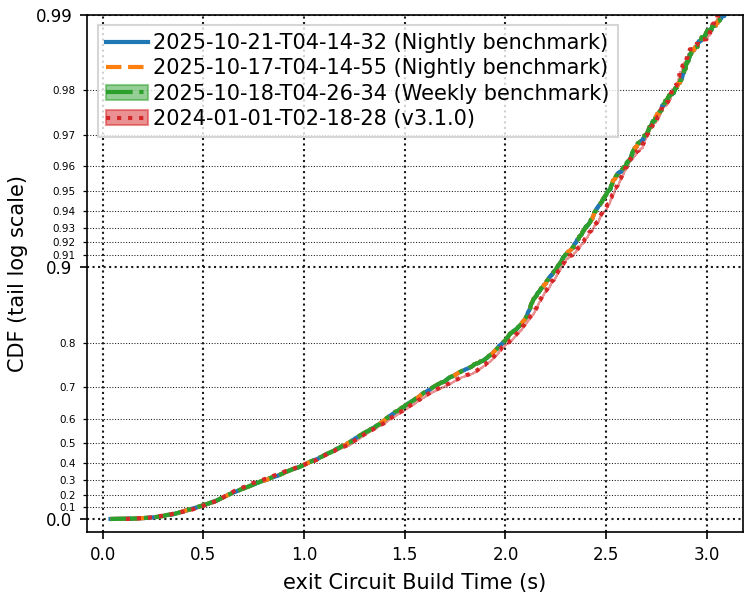 0.99
2025-10-21-T04-14-32 (Nightly benchmark)
2025-10-17-T04-14-55 (Nightly benchmark)
2025-10-18-T04-26-34 (Weekly benchmark)
2024-01-01-T02-18-28 (v3.1.0)
0.98
0.97
0.96
0.95
0.94
0.93
0.92
0.91
0.9
0.8
0.7
0.6
0.5
0.4
0.3
0.2
0.1
0.0
CDF (tail log scale)
0.0 0.5 1.0 1.5 2.0 2.5 3.0
exit Circuit Build Time (s)